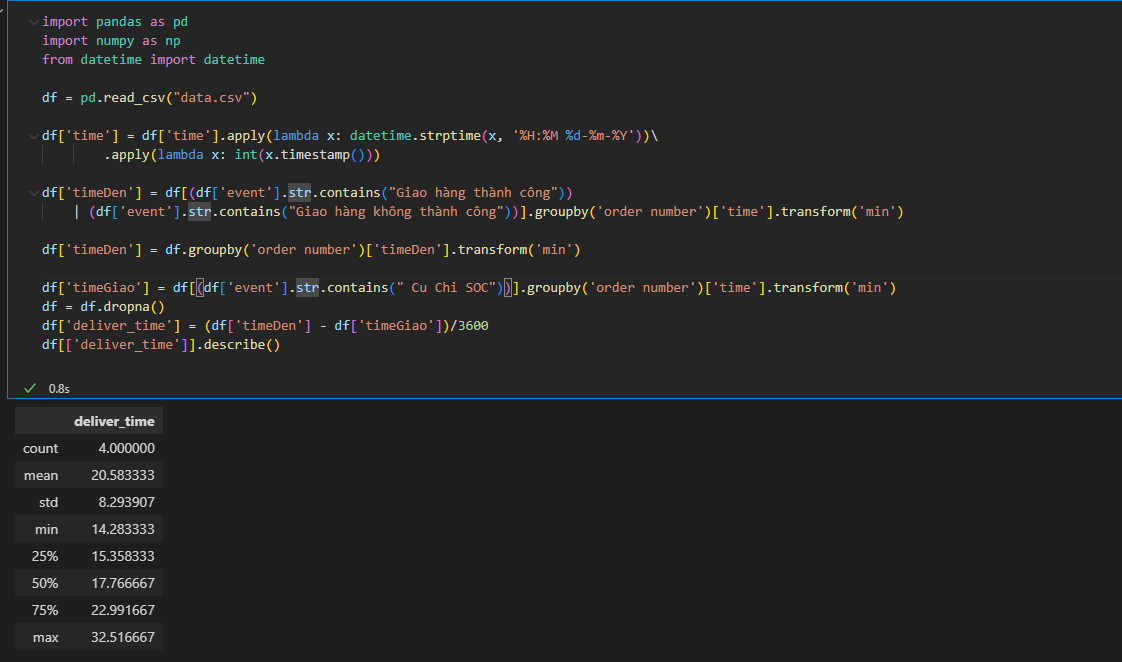 import pandas as pd
import numpy as np
from datetime import datetime
df = pd.read_csv("data.csv")
df['time'] = df['time'].apply(lambda x: datetime.strptime(x, '%H:%M %d-%m-%Y'))\
.apply(lambda x: int(x.timestamp()))
df['timeDen'] = df[(df['event'].str.contains("Giao hàng thành công"))
| (df['event'].str.contains("Giao hàng không thành công"))].groupby('order number')['time'].transform('min')
df['timeDen'] = df.groupby('order number')['timeDen'].transform('min')
df['timeGiao'] = df[(df['event'].str.contains(" Cu Chi SOC"))].groupby('order number')['time'].transform('min')
df = df.dropna()
df['deliver_time'] = (df['timeDen'] - df['timeGiao'])/3600
df[['deliver_time']].describe()
0.8s
deliver_time
count 4.000000
mean 20.583333
std 8.293907
min 14.283333
25% 15.358333
50% 17.766667
75% 22.991667
max 32.516667